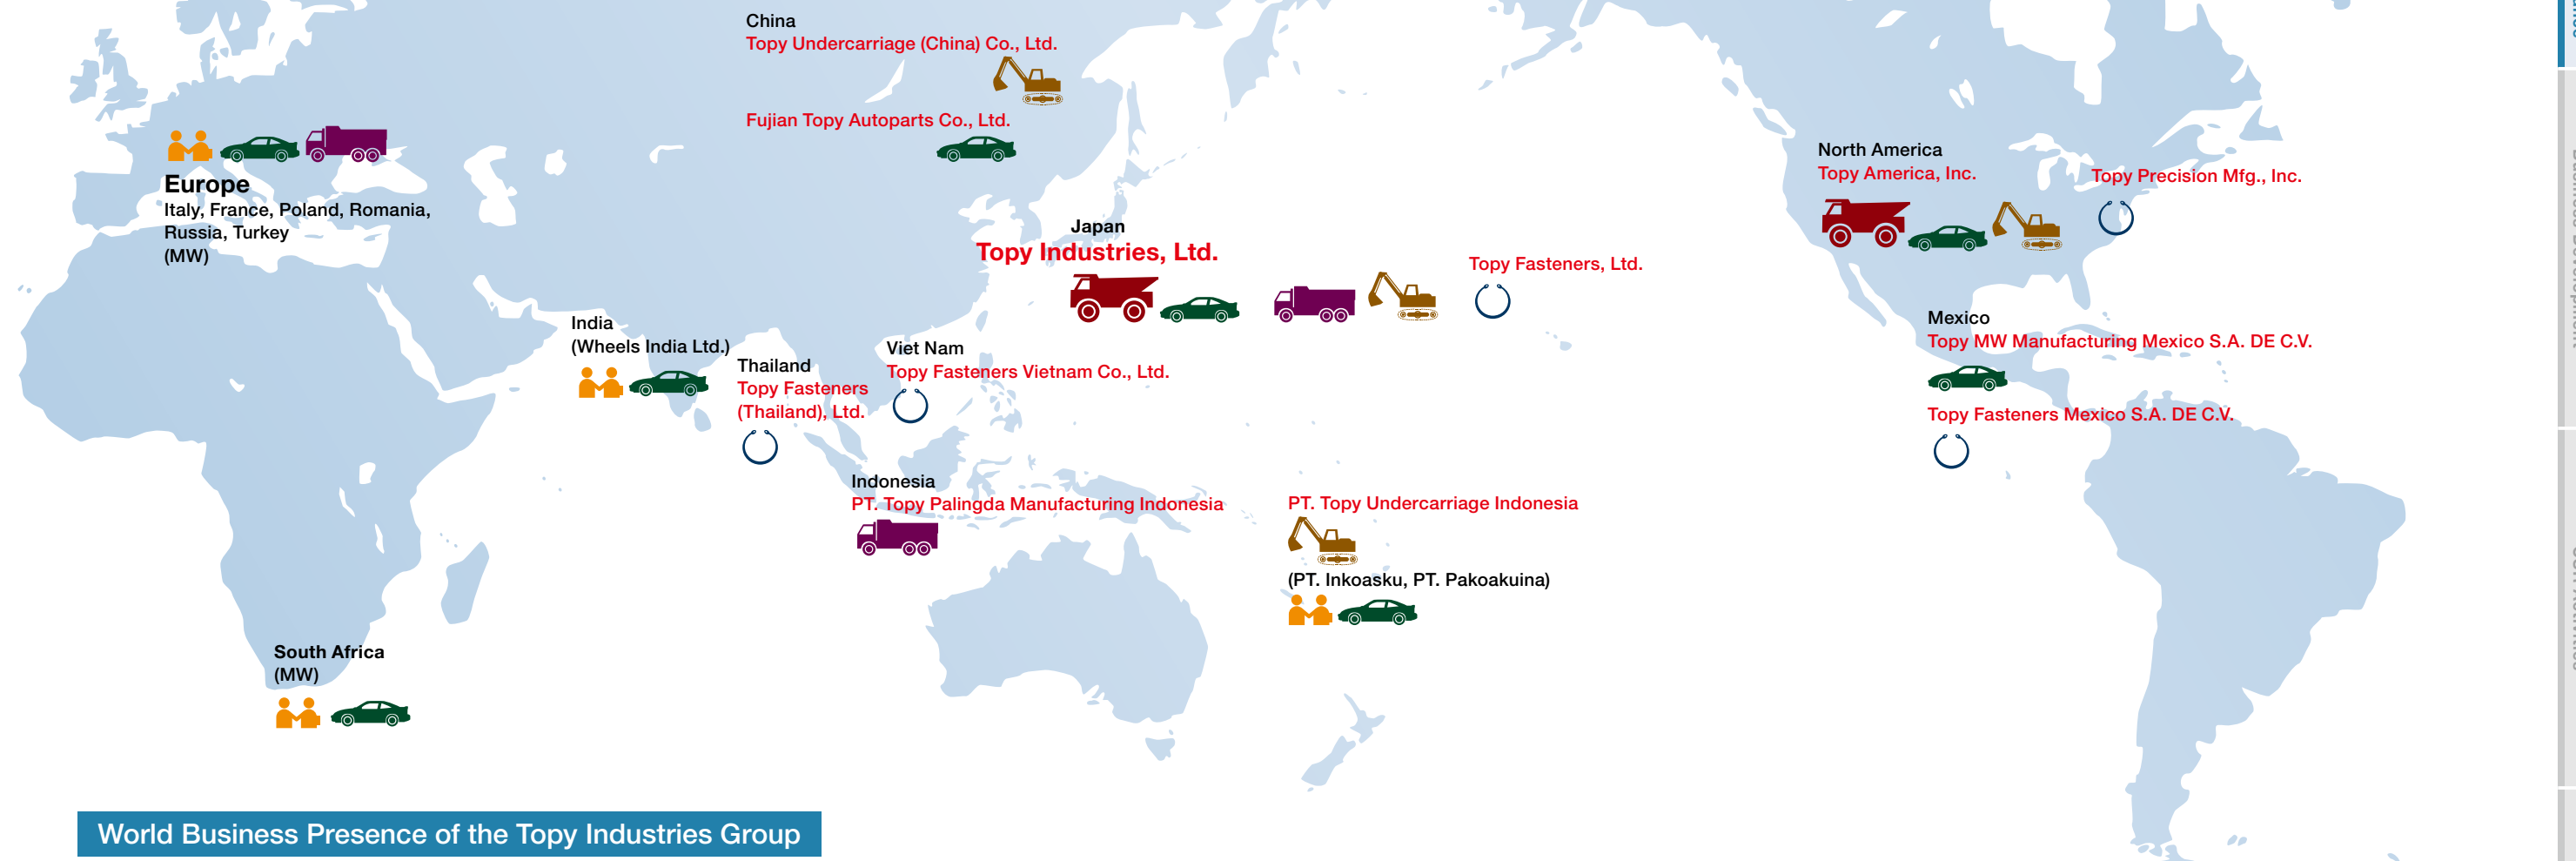 China
Topy Undercarriage (China) Co., Ltd.
Fujian Topy Autoparts Co., Ltd.
Europe
Italy, France, Poland, Romania,
Russia, Turkey
(MW)
Japan
Topy Industries, Ltd.
Topy Fasteners, Ltd.
North America
Topy America, Inc.
Topy Precision Mfg., Inc.
India
(Wheels India Ltd.)
Thailand
Topy Fasteners
(Thailand), Ltd.
Viet Nam
Topy Fasteners Vietnam Co., Ltd.
Mexico
Topy MW Manufacturing Mexico S.A. DE C.V.
Topy Fasteners Mexico S.A. DE C.V.
Indonesia
PT. Topy Palingda Manufacturing Indonesia
PT. Topy Undercarriage Indonesia
(PT. Inkoasku, PT. Pakoakuina)
South Africa
(MW)
World Business Presence of the Topy Industries Group